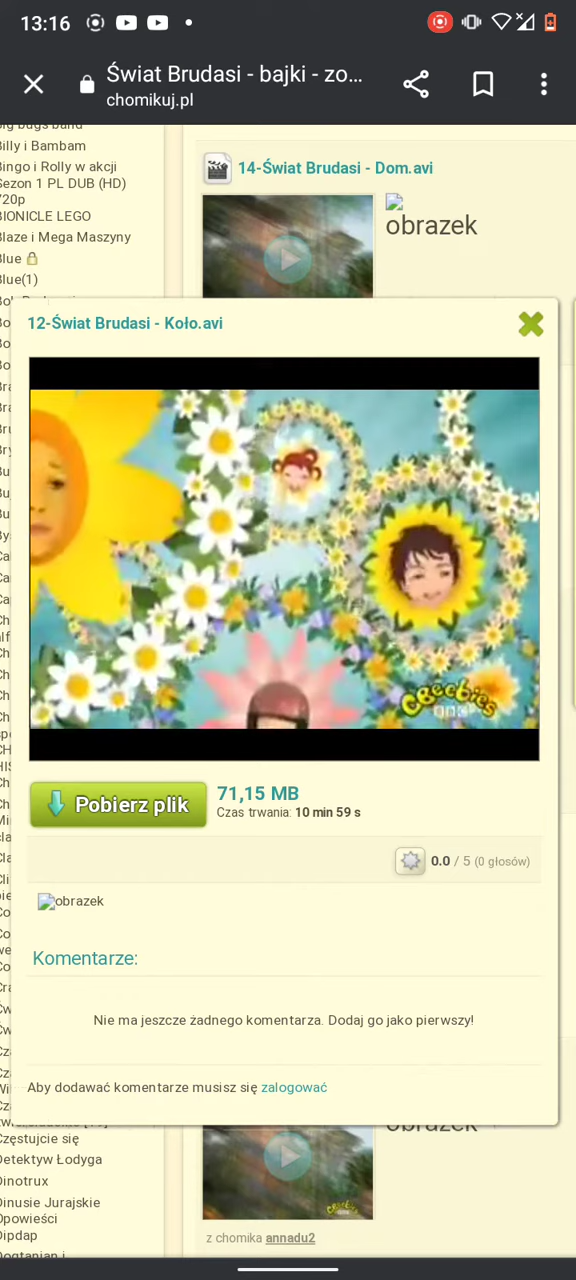 13:16
Świat Brudasi - bajki - zo...
chomikuj.pl
Billy i Bambam
Bingo i Rolly w akcji
Sezon 1 PL DUB (HD)
720p
BIONICLE LEGO
Blaze i Mega Maszyny
Blue
Blue(1)
14-Świat Brudasi - Dom.avi
obrazek
12-Świat Brudasi - Koło.avi
CBeebies
BBC
Pobierz plik
71,15 MB
Czas trwania: 10 min 59 s
0.0 / 5 (0 głosów)
obrazek
Komentarze:
Nie ma jeszcze żadnego komentarza. Dodaj go jako pierwszy!
Aby dodawać komentarze musisz się zalogować
Częstujcie się
Detektyw Łodyga
Dinotrux
Dinusie Jurajskie
Opowieści
Dipdap
Dogtanian i
obrazek
z chomika annadu2